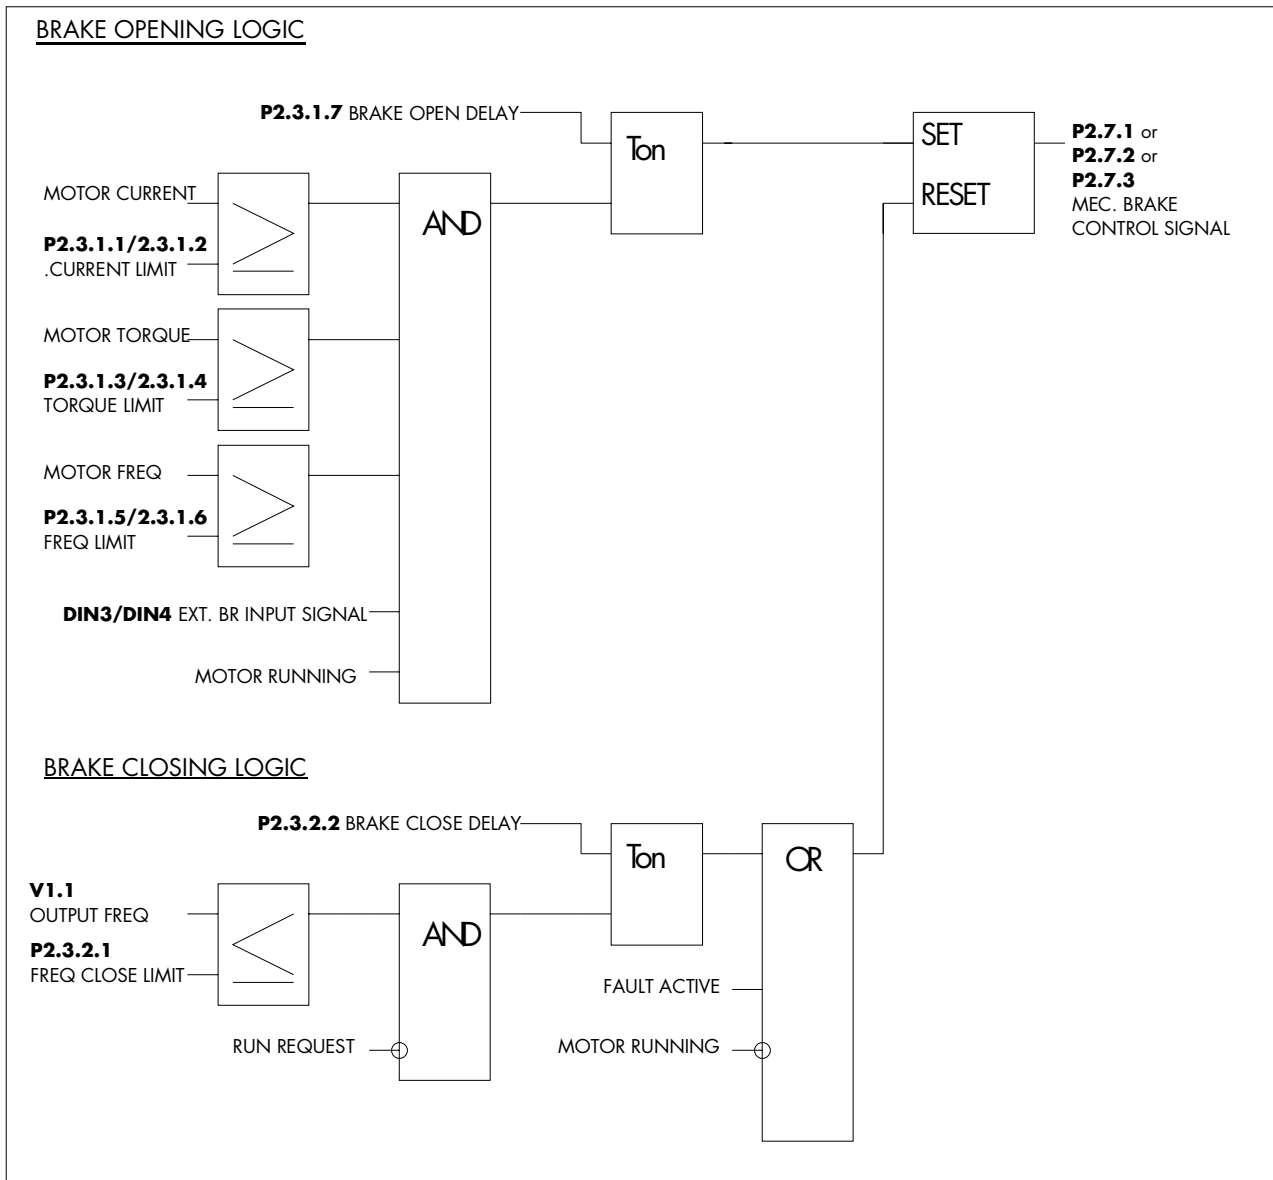 BRAKE OPENING LOGIC
P2.3.1.7 BRAKE OPEN DELAY
Ton
SET
RESET
P2.7.1 or
P2.7.2 or
P2.7.3
MEC. BRAKE
CONTROL SIGNAL
MOTOR CURRENT
P2.3.1.1/2.3.1.2
.CURRENT LIMIT
AND
MOTOR TORQUE
P2.3.1.3/2.3.1.4
TORQUE LIMIT
MOTOR FREQ
P2.3.1.5/2.3.1.6
FREQ LIMIT
DIN3/DIN4 EXT. BR INPUT SIGNAL
MOTOR RUNNING
BRAKE CLOSING LOGIC
P2.3.2.2 BRAKE CLOSE DELAY
Ton
OR
V1.1
OUTPUT FREQ
P2.3.2.1
FREQ CLOSE LIMIT
AND
FAULT ACTIVE
RUN REQUEST
MOTOR RUNNING